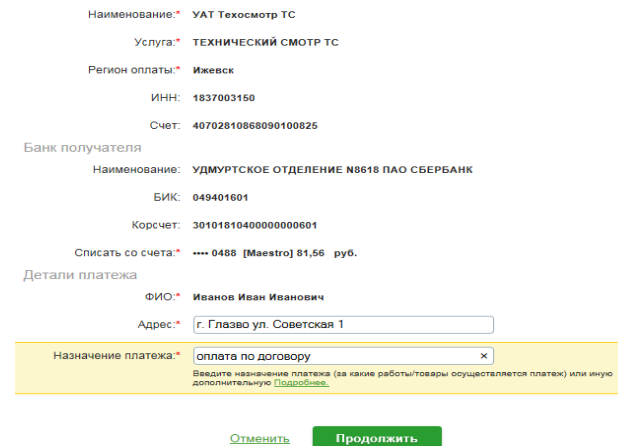 Наименование:* УАТ Техосмотр ТС
Услуга:* ТЕХНИЧЕСКИЙ СМОТР ТС
Регион оплаты:* Ижевск
ИНН: 1837003150
Счет: 40702810868090100825
Банк получателя
Наименование: УДМУРТСКОЕ ОТДЕЛЕНИЕ N8618 ПАО СБЕРБАНК
БИК: 049401601
Корсчет: 30101810400000000601
Списать со счета:* •••• 0488 [Maestro] 81,56 руб.
Детали платежа
ФИО:* Иванов Иван Иванович
Адрес:* г. Глазво ул. Советская 1
Назначение платежа:* оплата по договору ×
Введите назначение платежа (за какие работы/товары осуществляется платеж) или иную
дополнительную Подробнее.
Отменить Продолжить